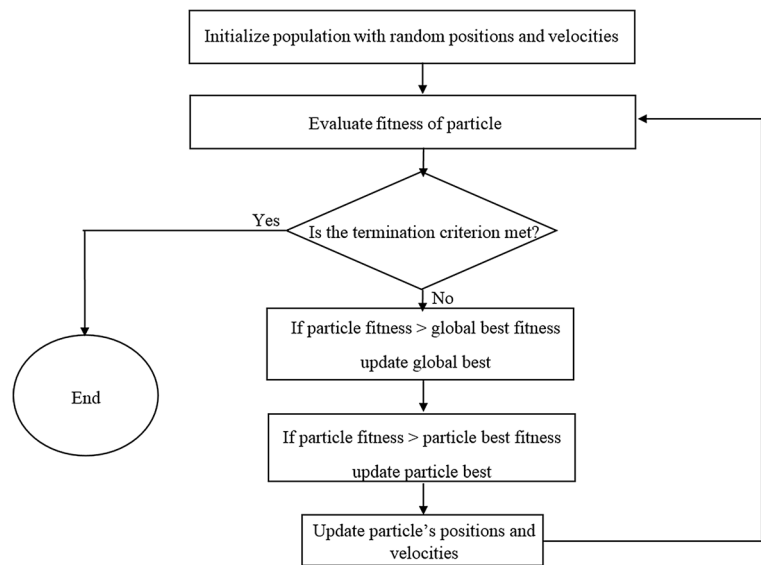 Initialize population with random positions and velocities
Evaluate fitness of particle
Yes
Is the termination criterion met?
No
If particle fitness > global best fitness
update global best
End
If particle fitness > particle best fitness
update particle best
Update particle's positions and
velocities